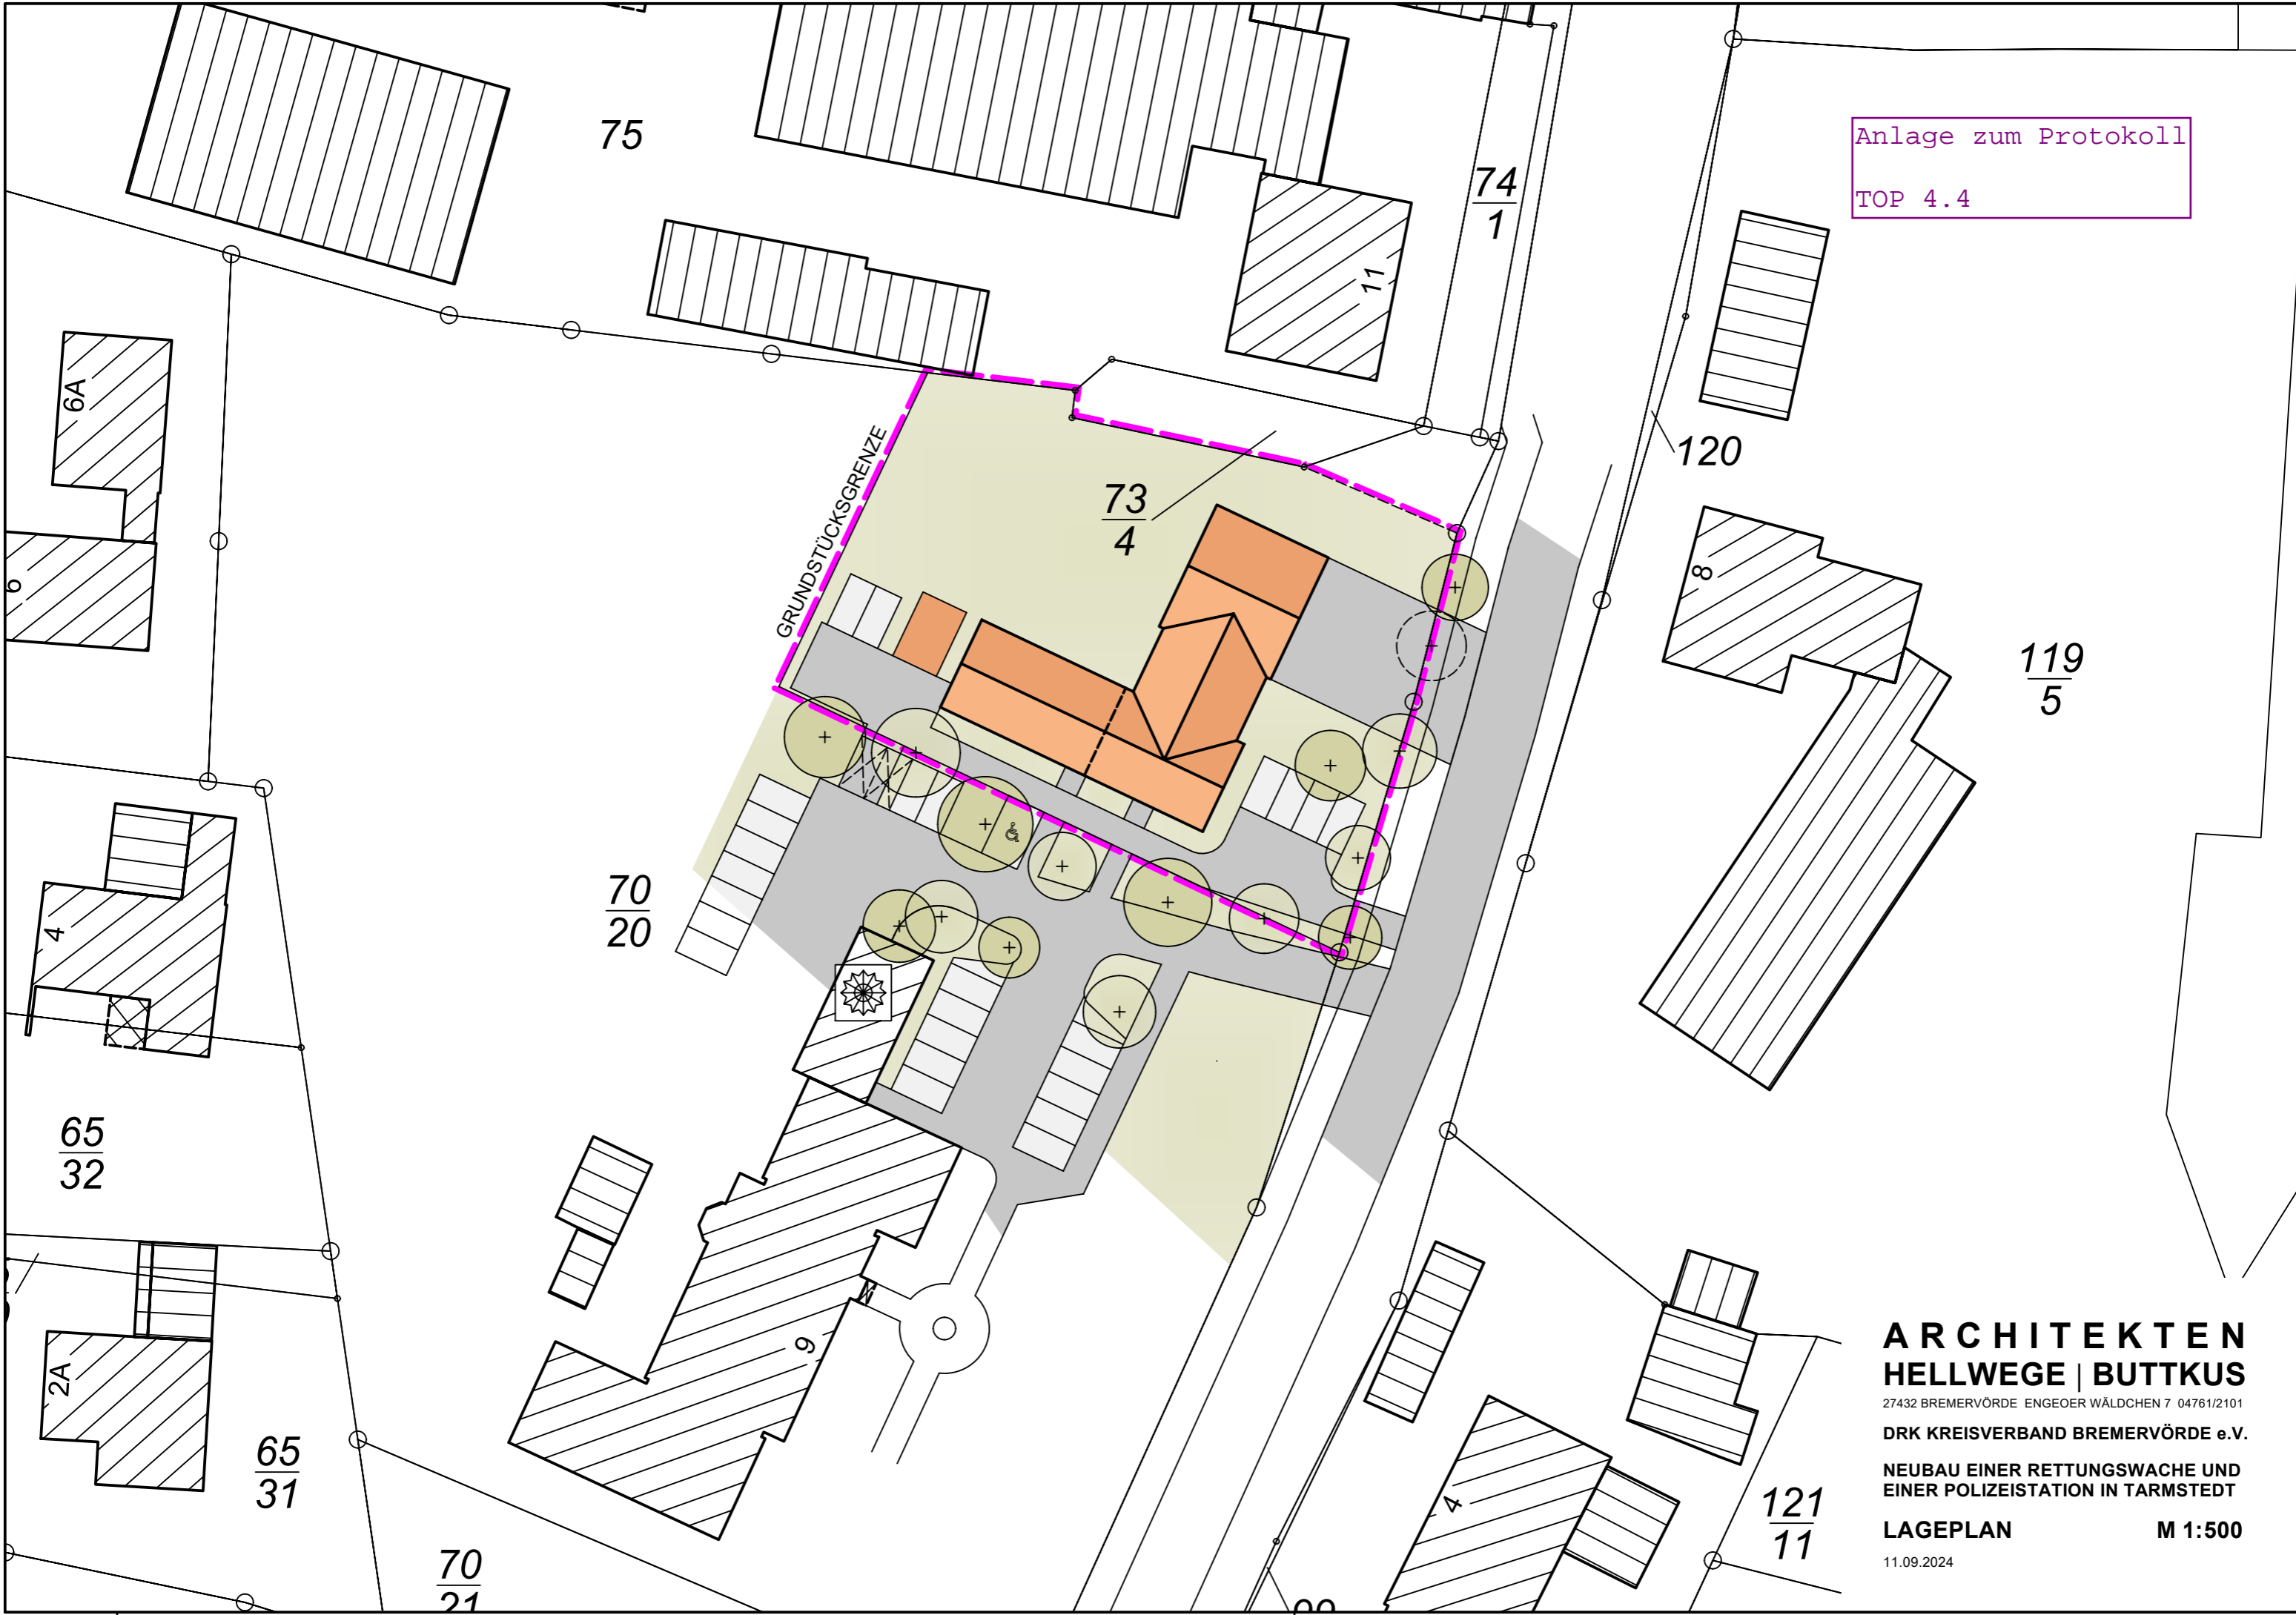 75
74
1
Anlage zum Protokoll
TOP 4.4
11
6A
6
GRUNDSTÜCKSGRENZE
73
4
120
8
119
5
4
70
20
65
32
9
2A
65
31
70
21
4
121
11
ARCHITEKTEN
HELLWEGE | BUTTKUS
27432 BREMERVÖRDE ENGEOER WÄLDCHEN 7 04761/2101
DRK KREISVERBAND BREMERVÖRDE e.V.
NEUBAU EINER RETTUNGSWACHE UND
EINER POLIZEISTATION IN TARMSTEDT
LAGEPLAN M 1:500
11.09.2024